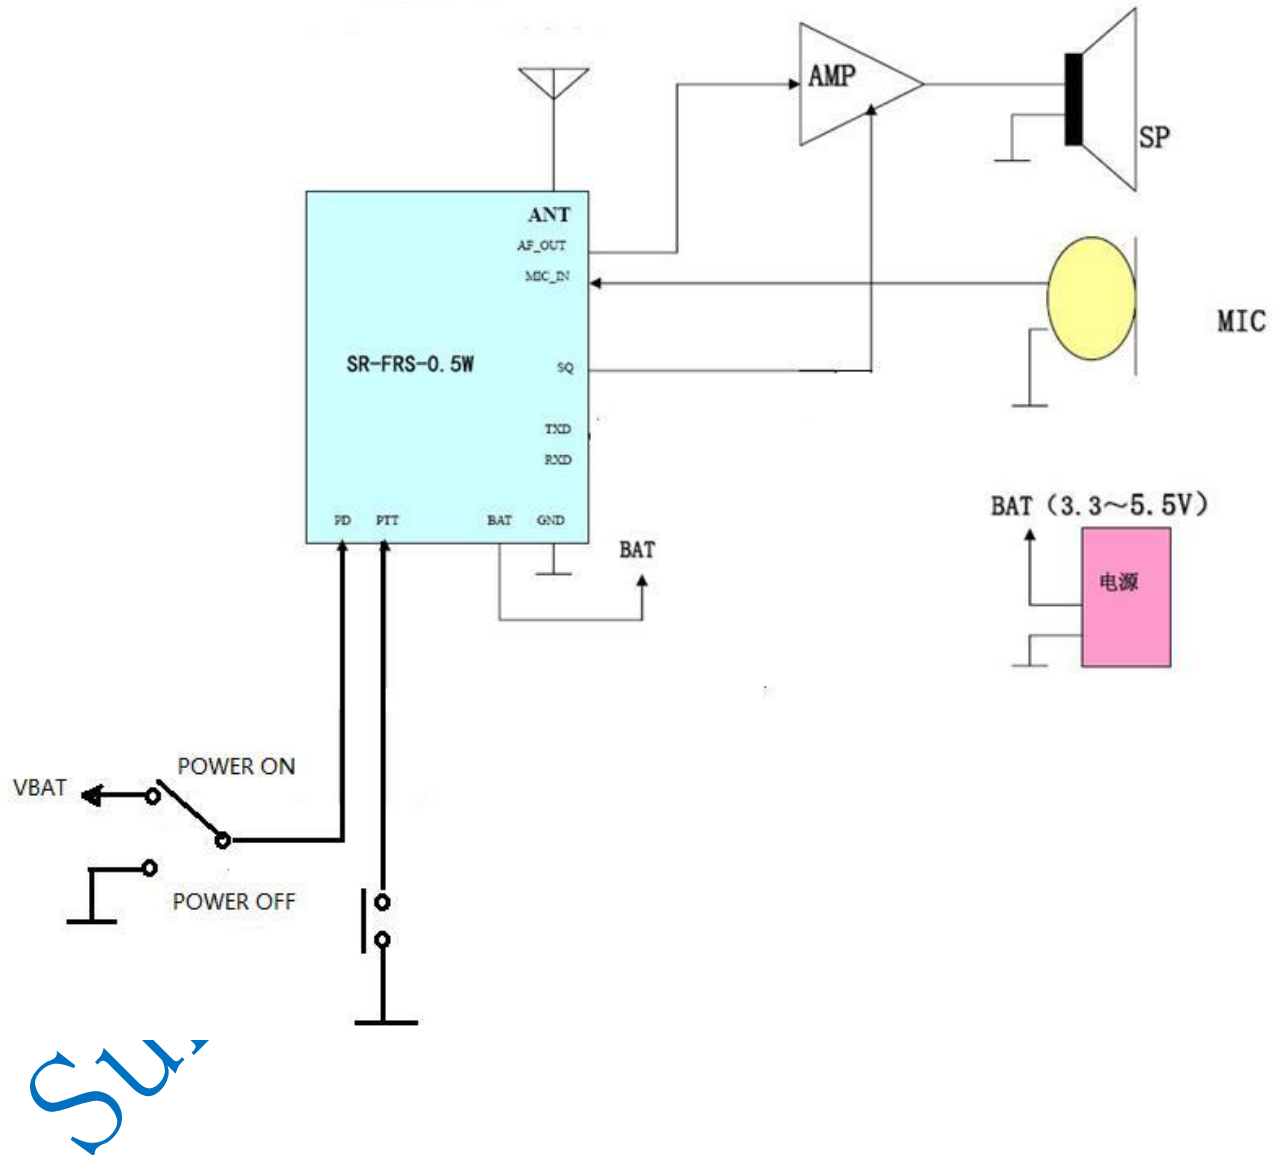 AMP
SP
ANT
AF_OUT
MIC_IN
MIC
SR-FRS-0.5W
SQ
TXD
RXD
BAT（3.3～5.5V）
PD PTT BAT GND
BAT
电源
POWER ON
VBAT
POWER OFF